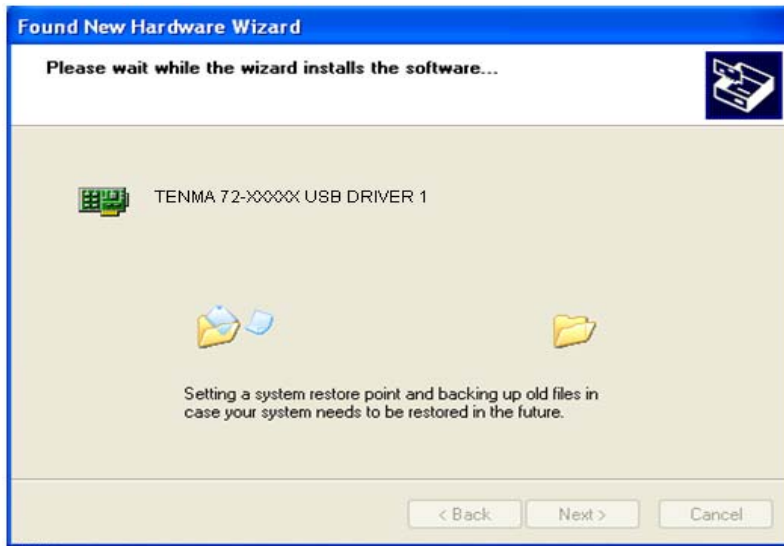 Found New Hardware Wizard
Please wait while the wizard installs the software...
TENMA 72-XXXXX USB DRIVER 1
Setting a system restore point and backing up old files in
case your system needs to be restored in the future.
< Back
Next >
Cancel